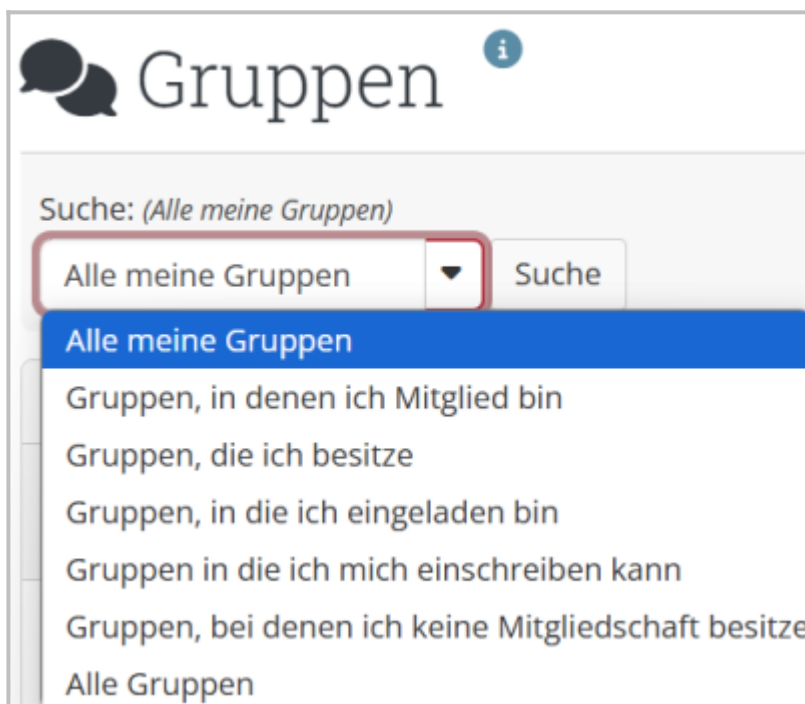 Gruppen i
Suche: (Alle meine Gruppen)
Alle meine Gruppen Suche
Alle meine Gruppen
Gruppen, in denen ich Mitglied bin
Gruppen, die ich besitze
Gruppen, in die ich eingeladen bin
Gruppen in die ich mich einschreiben kann
Gruppen, bei denen ich keine Mitgliedschaft besitze
Alle Gruppen